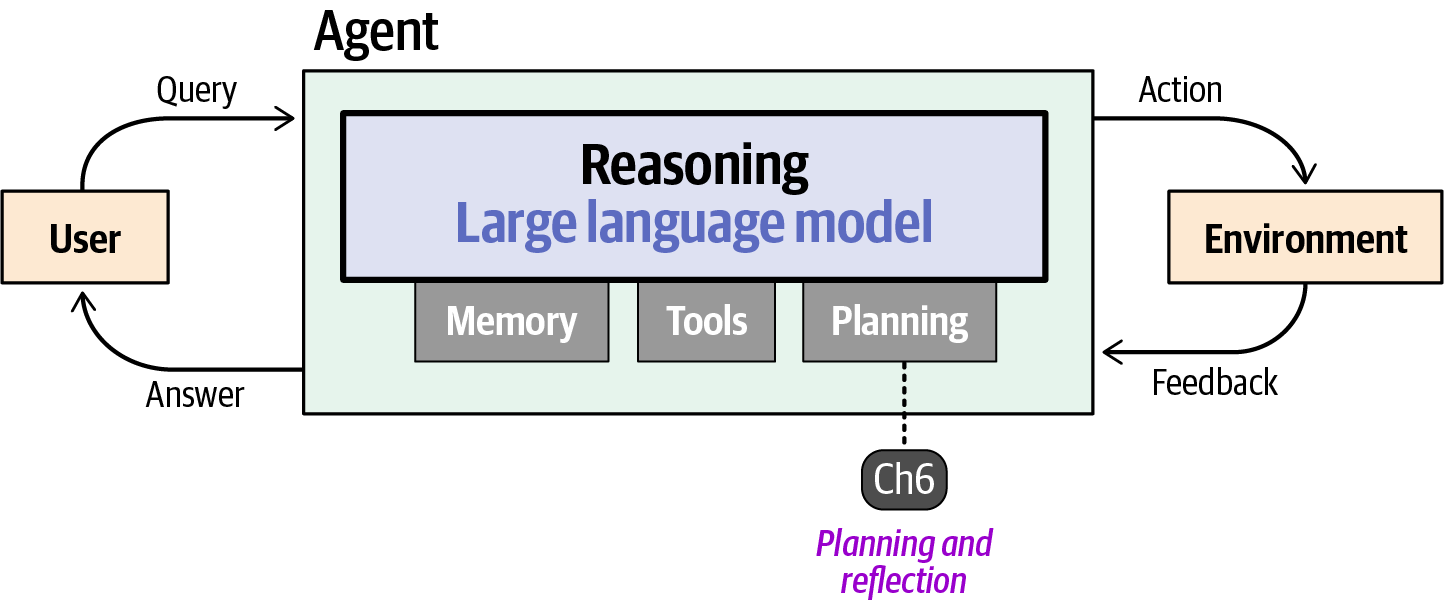 Agent
Query
Action
Reasoning
Large language model
User
Environment
Memory
Tools
Planning
Answer
Feedback
Ch6
Planning and
reflection